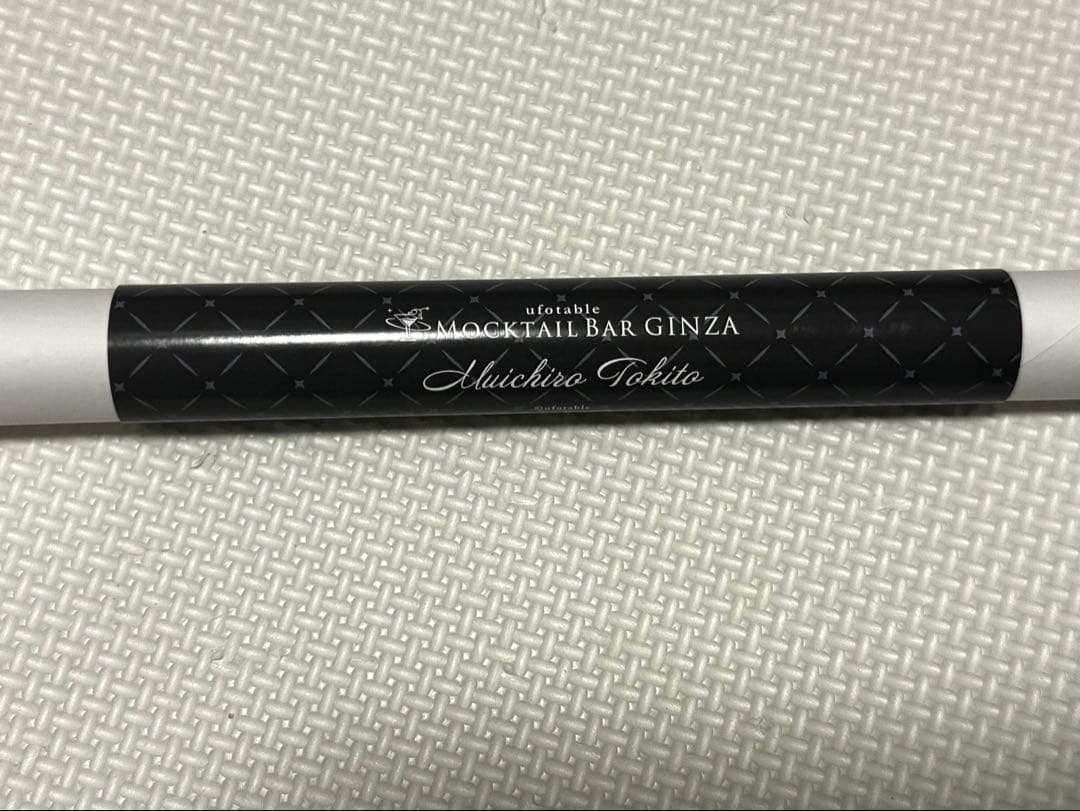 ufotable
MOCKTAIL BAR GINZA
Muichiro Tokito
©ufotable